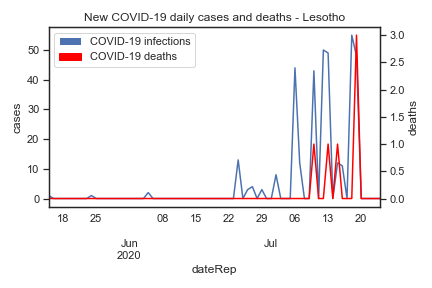 New COVID-19 daily cases and deaths - Lesotho
COVID-19 infections
COVID-19 deaths
cases
50
40
30
20
10
0
deaths
3.0
2.5
2.0
1.5
1.0
0.5
0.0
18 25 08 15 22 29 06 13 20
Jun Jul
2020
dateRep